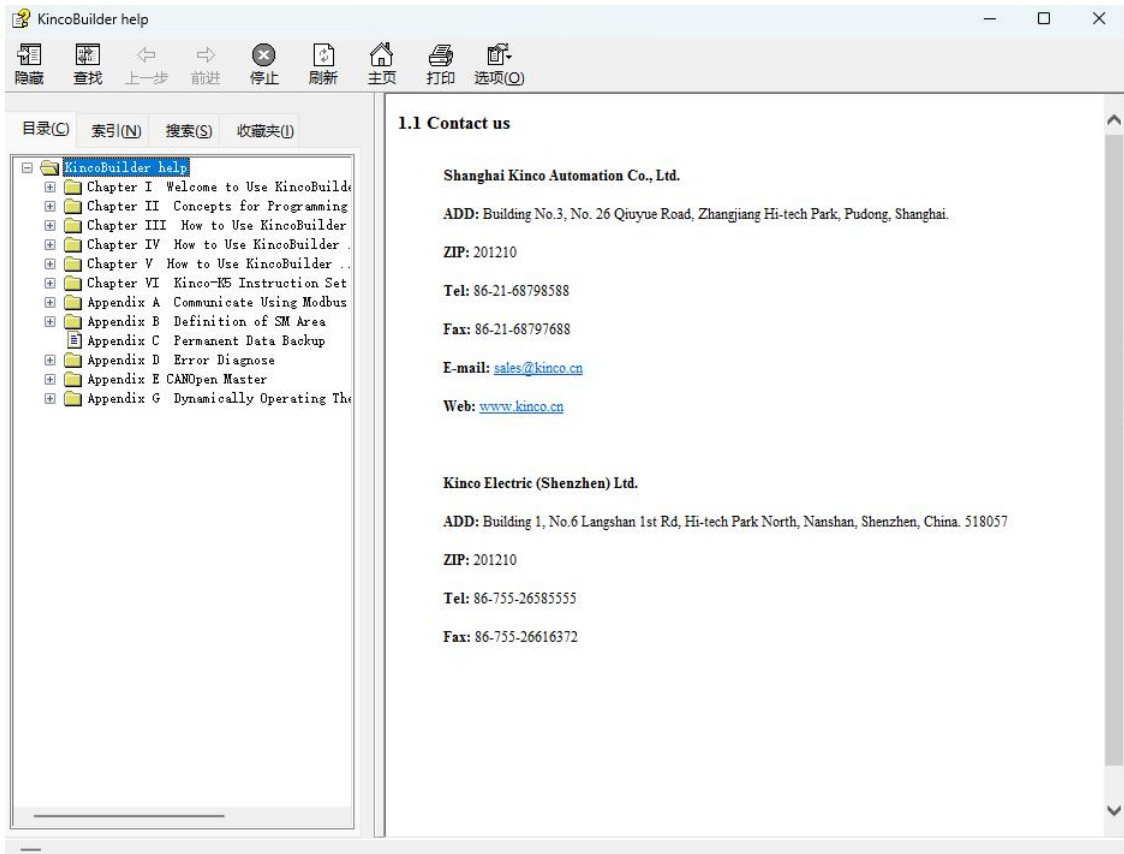 KincoBuilder help
隐藏 查找 上一步 前进 停止 刷新 主页 打印 选项(O)
目录(C) 索引(N) 搜索(S) 收藏夹(I)
KincoBuilder help
Chapter I Welcome to Use KincoBuilde
Chapter II Concepts for Programming
Chapter III How to Use KincoBuilder
Chapter IV How to Use KincoBuilder .
Chapter V How to Use KincoBuilder ..
Chapter VI Kinco-K5 Instruction Set
Appendix A Communicate Using Modbus
Appendix B Definition of SM Area
Appendix C Permanent Data Backup
Appendix D Error Diagnose
Appendix E CANOpen Master
Appendix G Dynamically Operating The
1.1 Contact us
Shanghai Kinco Automation Co., Ltd.
ADD: Building No.3, No. 26 Qiuyue Road, Zhangjiang Hi-tech Park, Pudong, Shanghai.
ZIP: 201210
Tel: 86-21-68798588
Fax: 86-21-68797688
E-mail: sales@kinco.cn
Web: www.kinco.cn
Kinco Electric (Shenzhen) Ltd.
ADD: Building 1, No.6 Langshan 1st Rd, Hi-tech Park North, Nanshan, Shenzhen, China. 518057
ZIP: 201210
Tel: 86-755-26585555
Fax: 86-755-26616372